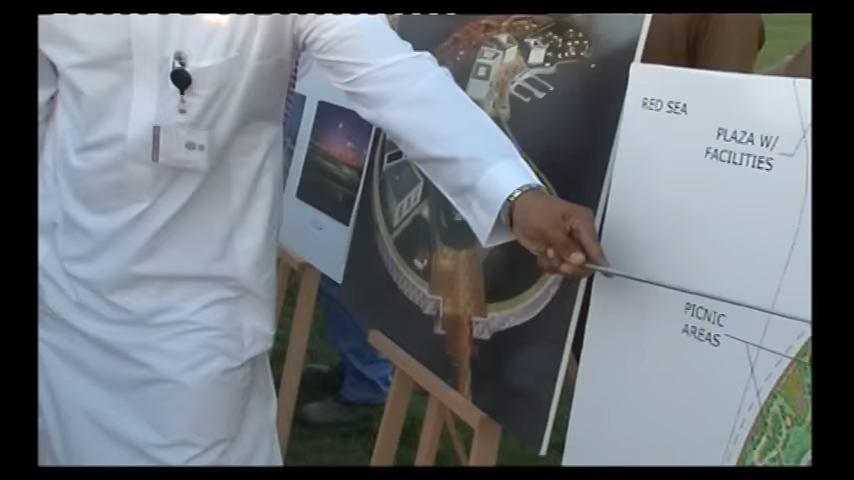 RED SEA
PLAZA W/
FACILITIES
PICNIC
AREAS